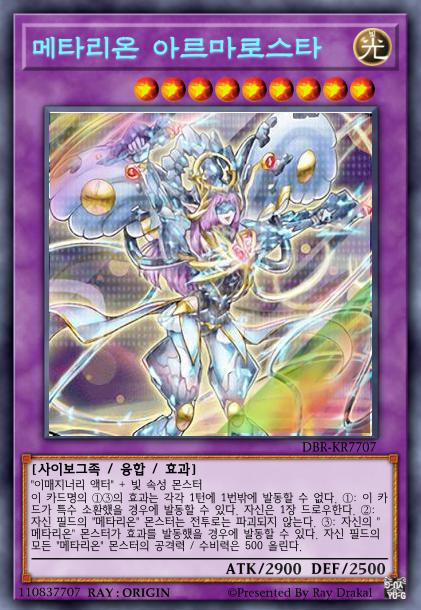 메타리온 아르마로스타
光
DBR-KR7707
[사이보그족 / 융합 / 효과]
"이매지너리 액터" + 빛 속성 몬스터
이 카드명의 ①③의 효과는 각각 1턴에 1번밖에 발동할 수 없다. ①: 이 카
드가 특수 소환했을 경우에 발동할 수 있다. 자신은 1장 드로우한다. ②:
자신 필드의 "메타리온" 몬스터는 전투로는 파괴되지 않는다. ③: 자신의 "
메타리온" 몬스터가 효과를 발동했을 경우에 발동할 수 있다. 자신 필드의
모든 "메타리온" 몬스터의 공격력 / 수비력은 500 올린다.
ATK/2900 DEF/2500
110837707 RAY : ORIGIN ©Presented By Ray Drakal